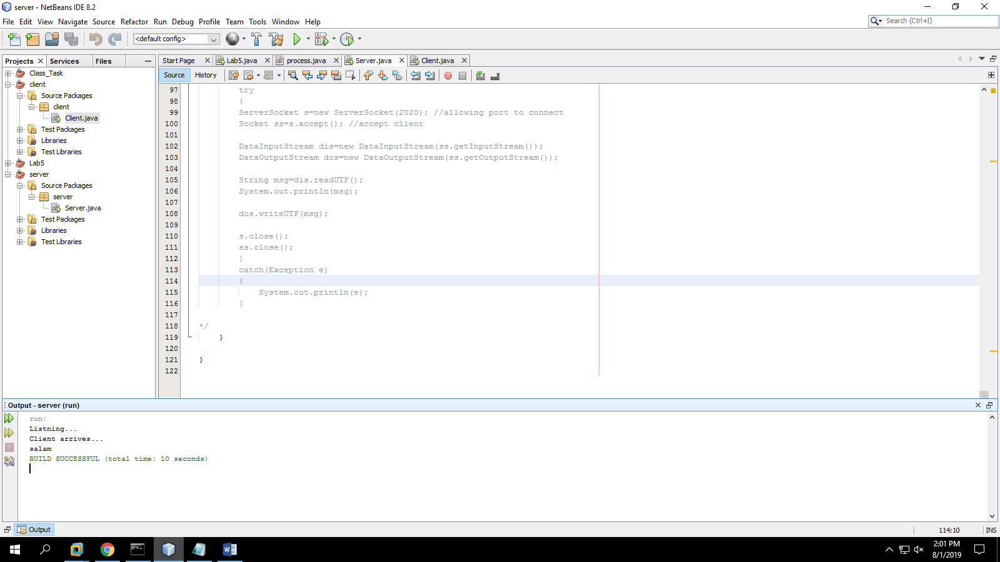 server - NetBeans IDE 8.2
File Edit View Navigate Source Refactor Run Debug Profile Team Tools Window Help
Search (Ctrl+I)
<default config>
Projects Services Files
Start Page Lab5.java process.java Server.java Client.java
Source History
Class_Task
client
Source Packages
client
Client.java
Test Packages
Libraries
Test Libraries
Lab5
server
Source Packages
server
Server.java
Test Packages
Libraries
Test Libraries
97 try
98 {
99 ServerSocket s=new ServerSocket(2020); //allowing port to connect
100 Socket ss=s.accept(); //accept client
101
102 DataInputStream dis=new DataInputStream(ss.getInputStream());
103 DataOutputStream dos=new DataOutputStream(ss.getOutputStream());
104
105 String msg=dis.readUTF();
106 System.out.println(msg);
107
108 dos.writeUTF(msg);
109
110 s.close();
111 ss.close();
112 }
113 catch(Exception e)
114 {
115 System.out.println(e);
116 }
117
118 */
119 }
120
121 }
122
Output - server (run)
run:
Listning...
Client arrives...
salam
BUILD SUCCESSFUL (total time: 10 seconds)
Output
114:10 INS
2:01 PM
8/1/2019